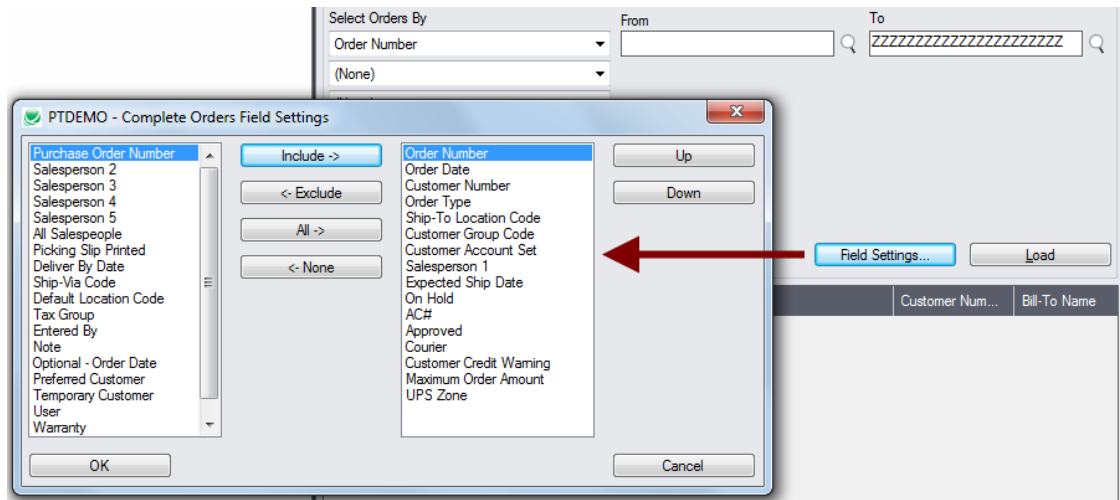 Select Orders By
From
To
Order Number
ZZZZZZZZZZZZZZZZZZZZZZ
(None)
PTDEMO - Complete Orders Field Settings
Purchase Order Number
Salesperson 2
Salesperson 3
Salesperson 4
Salesperson 5
All Salespeople
Picking Slip Printed
Deliver By Date
Ship-Via Code
Default Location Code
Tax Group
Entered By
Note
Optional - Order Date
Preferred Customer
Temporary Customer
User
Warranty
Include ->
<- Exclude
All ->
<- None
Order Number
Order Date
Customer Number
Order Type
Ship-To Location Code
Customer Group Code
Customer Account Set
Salesperson 1
Expected Ship Date
On Hold
AC#
Approved
Courier
Customer Credit Warning
Maximum Order Amount
UPS Zone
Up
Down
OK
Cancel
Field Settings...
Load
Customer Num...
Bill-To Name